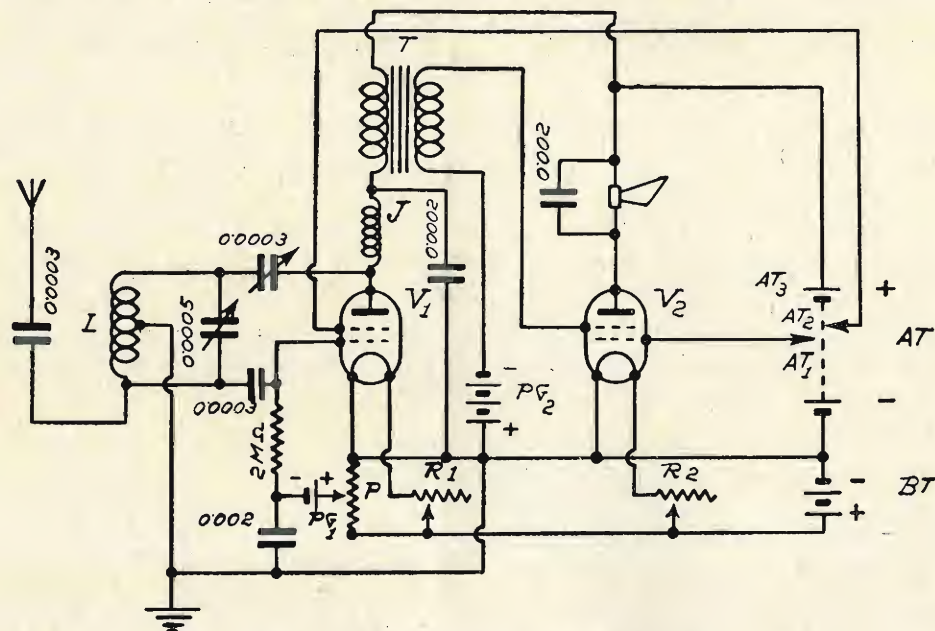 T
0.002
0.0003
J
0.0002
0.0003
L
0.0005
V1
V2
AT3
+
AT2
AT
AT1
-
PG2
+
-
0.0003
2MΩ
-
+
P
R1
R2
-
BT
+
0.002
PG1